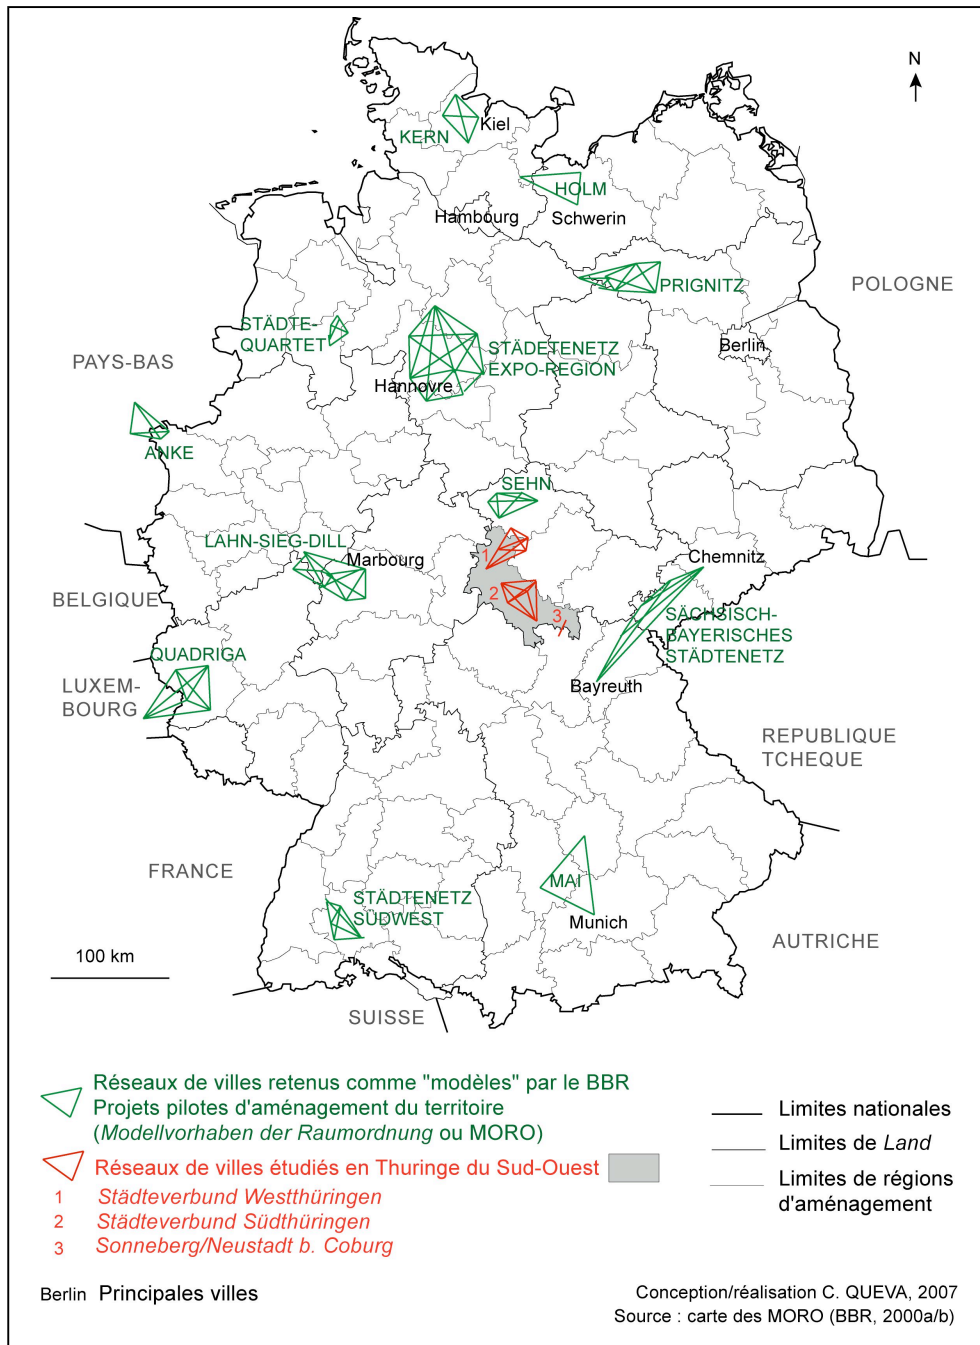 N
KERN
Kiel
HOLM
Hambourg
Schwerin
PRIGNITZ
POLOGNE
STÄDTE-
QUARTET
STÄDETENETZ
EXPO-REGION
Berlin
PAYS-BAS
Hannovre
ANKE
SEHN
LAHN-SIEG-DILL
Marbourg
1
Chemnitz
2
BELGIQUE
3
SÄCHSISCH-
BAYERISCHES
STÄDTENETZ
QUADRIGA
LUXEM-
BOURG
Bayreuth
REPUBLIQUE
TCHEQUE
FRANCE
MAI
STÄDTENETZ
SÜDWEST
Munich
AUTRICHE
100 km
SUISSE
Réseaux de villes retenus comme "modèles" par le BBR
Projets pilotes d'aménagement du territoire
(Modellvorhaben der Raumordnung ou MORO)
Réseaux de villes étudiés en Thuringe du Sud-Ouest
1 Städteverbund Westthüringen
2 Städteverbund Südthüringen
3 Sonneberg/Neustadt b. Coburg
Limites nationales
Limites de Land
Limites de régions
d'aménagement
Berlin Principales villes
Conception/réalisation C. QUEVA, 2007
Source : carte des MORO (BBR, 2000a/b)